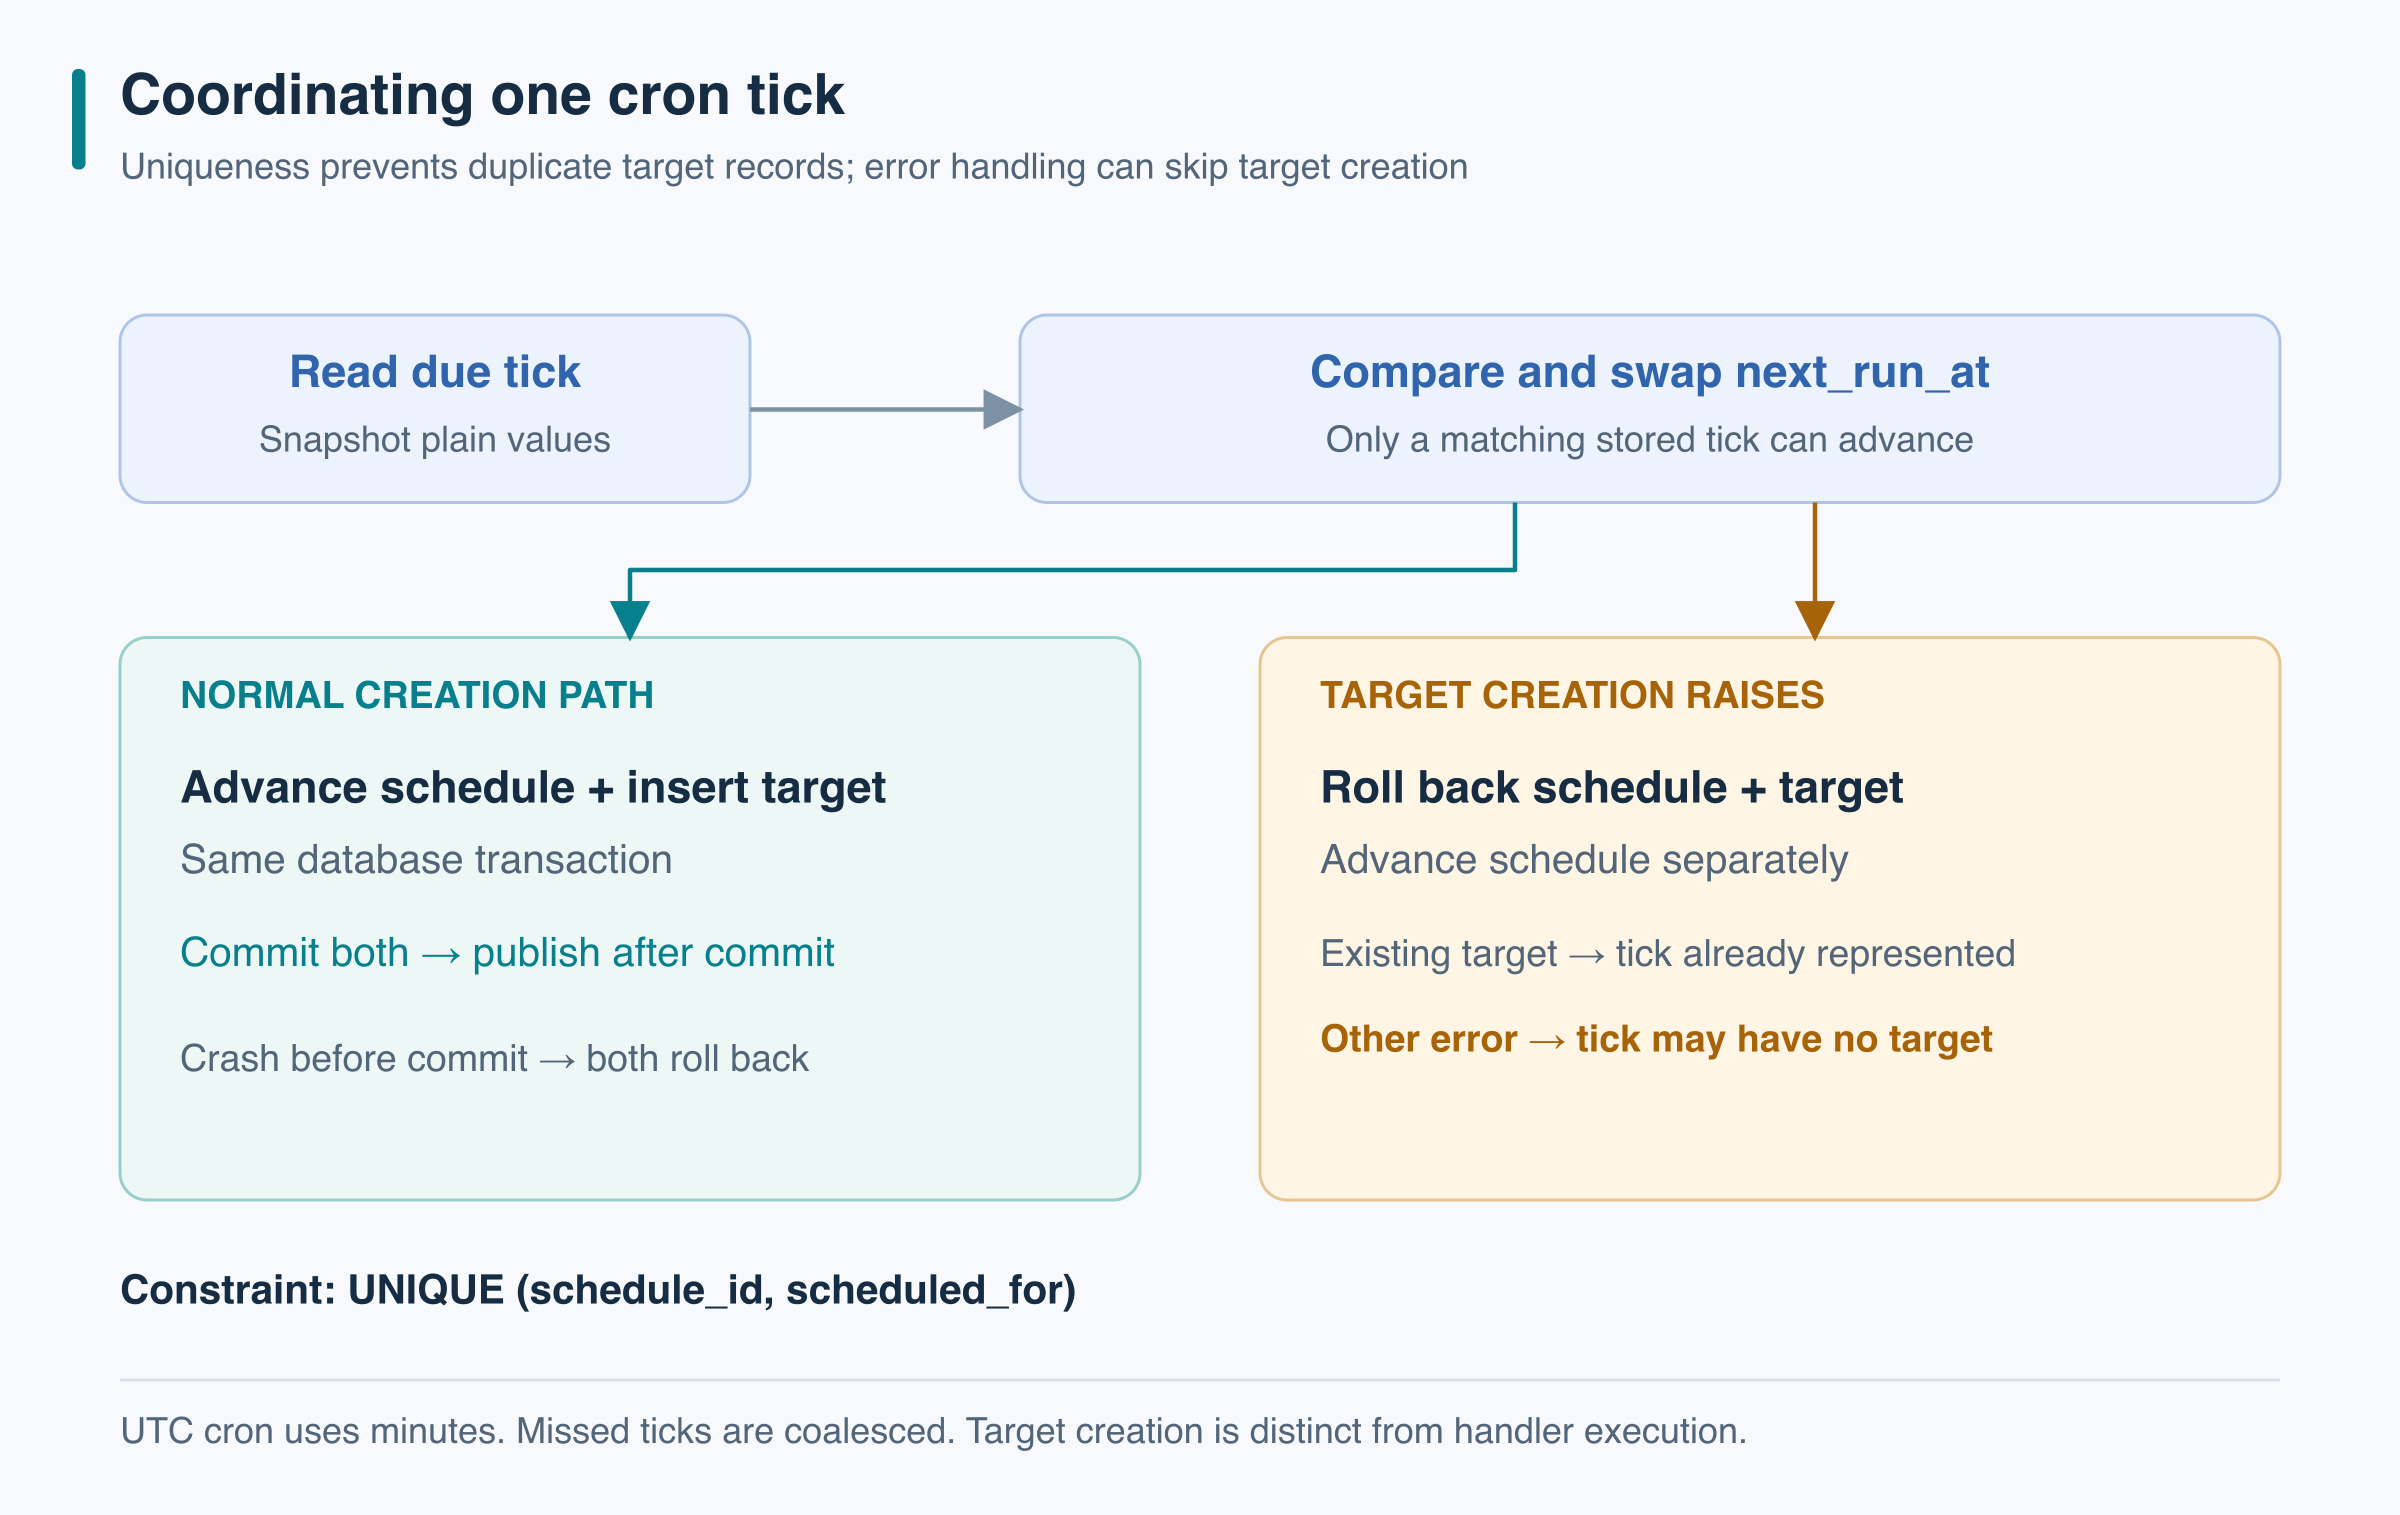 Coordinating one cron tick
Uniqueness prevents duplicate target records; error handling can skip target creation
Read due tick
Snapshot plain values
Compare and swap next_run_at
Only a matching stored tick can advance
NORMAL CREATION PATH
Advance schedule + insert target
Same database transaction
Commit both → publish after commit
Crash before commit → both roll back
TARGET CREATION RAISES
Roll back schedule + target
Advance schedule separately
Existing target → tick already represented
Other error → tick may have no target
Constraint: UNIQUE (schedule_id, scheduled_for)
UTC cron uses minutes. Missed ticks are coalesced. Target creation is distinct from handler execution.